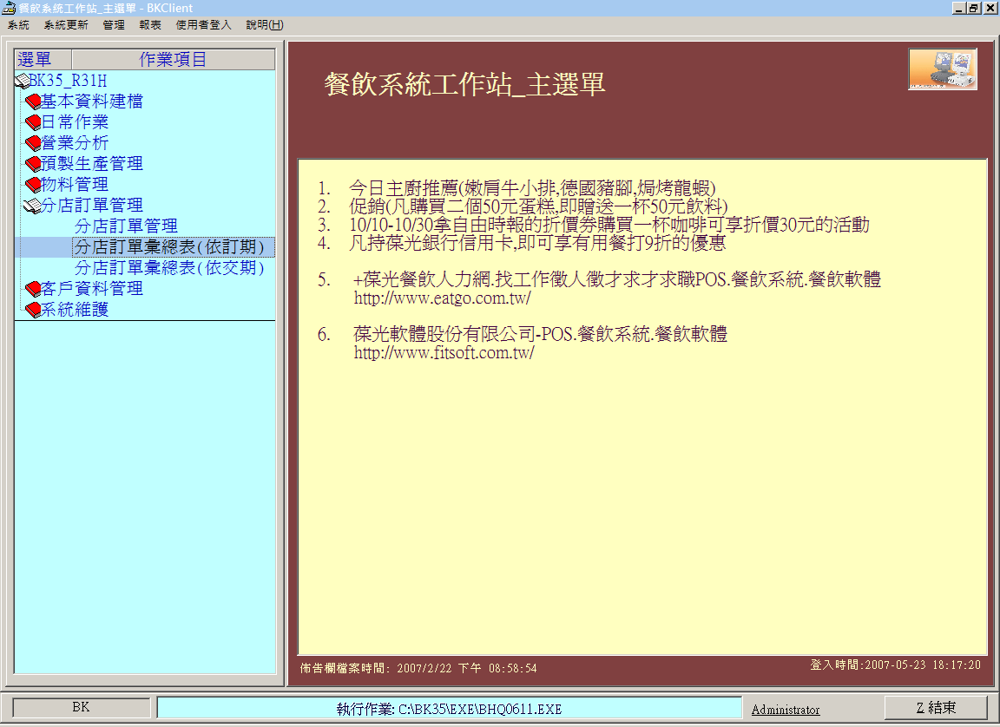 餐飲系統工作站_主選單 - BKClient
系統 系統更新 管理 報表 使用者登入 說明(H)
選單 作業項目
BK35_R31H
基本資料建檔
日常作業
營業分析
預製生產管理
物料管理
分店訂單管理
分店訂單管理
分店訂單彙總表(依訂期)
分店訂單彙總表(依交期)
客戶資料管理
系統維護
餐飲系統工作站_主選單
1. 今日主廚推薦(嫩肩牛小排,德國豬腳,焗烤龍蝦)
2. 促銷(凡購買二個50元蛋糕,即贈送一杯50元飲料)
3. 10/10-10/30拿自由時報的折價券購買一杯咖啡可享折價30元的活動
4. 凡持葆光銀行信用卡,即可享有用餐打9折的優惠
5. +葆光餐飲人力網.找工作徵人徵才求才求職POS.餐飲系統.餐飲軟體
http://www.eatgo.com.tw/
6. 葆光軟體股份有限公司-POS.餐飲系統.餐飲軟體
http://www.fitsoft.com.tw/
佈告欄檔案時間: 2007/2/22 下午 08:58:54
登入時間:2007-05-23 18:17:20
BK
執行作業: C:\BK35\EXE\BHQ0611.EXE
Administrator
Z 結束